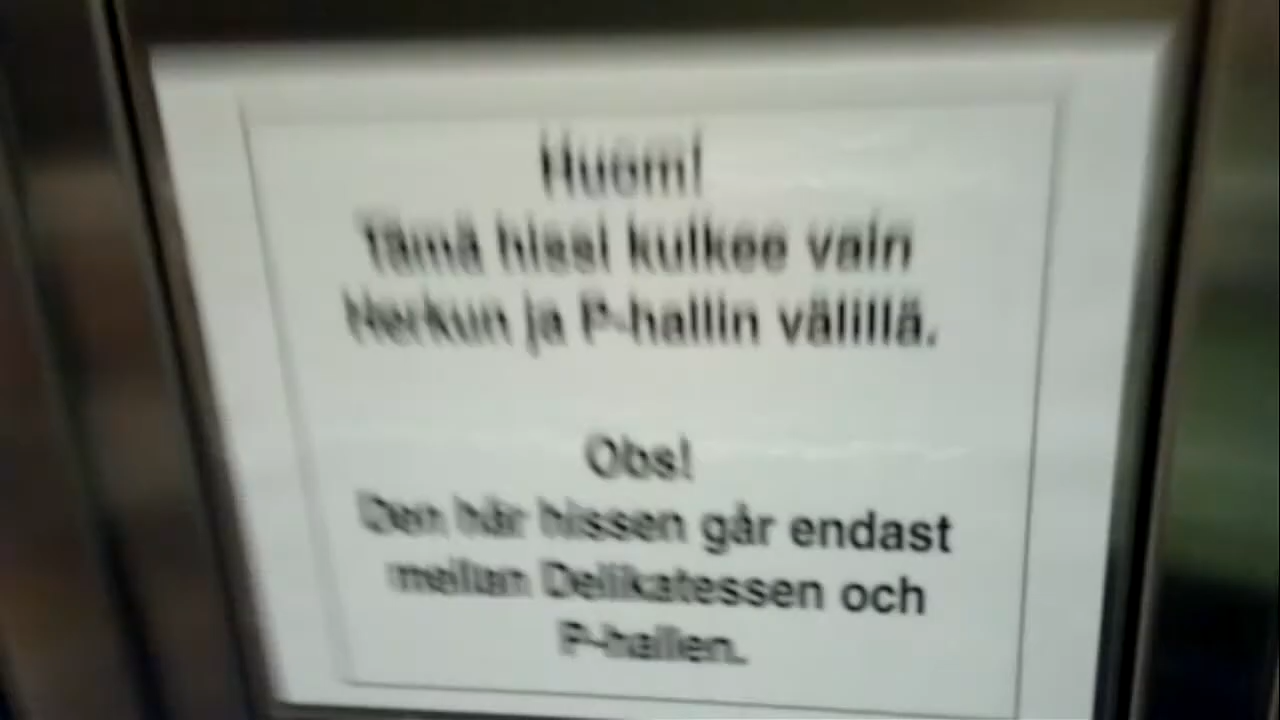 Huom!
Tämä hissi kulkee vain
Herkun ja P-hallin välillä.
Obs!
Den här hissen går endast
mellan Delikatessen och
P-hallen.